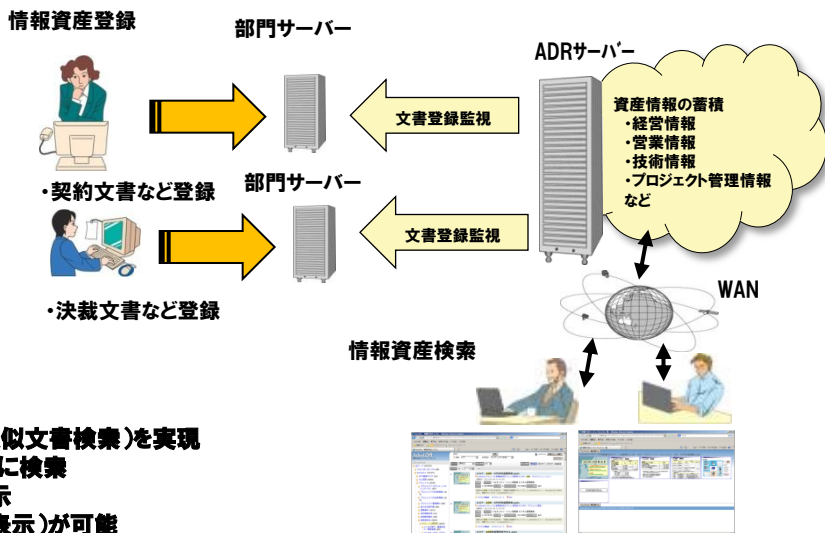 情報資産登録
部門サーバー
ADRサーバー
資産情報の蓄積
・経営情報
・営業情報
・技術情報
・プロジェクト管理情報
など
文書登録監視
・契約文書など登録
部門サーバー
文書登録監視
・決裁文書など登録
WAN
情報資産検索
似文書検索)を実現
に検索
示
表示)が可能